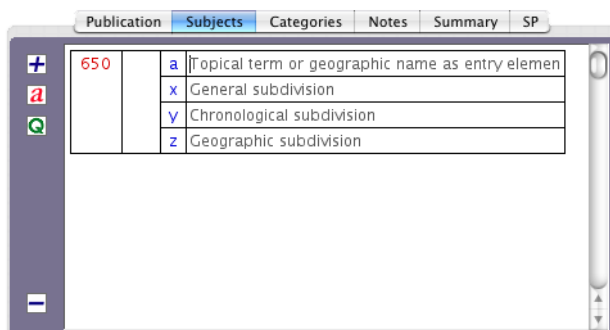 Publication Subjects Categories Notes Summary SP
+ 650 a Topical term or geographic name as entry elemen
a x General subdivision
Q y Chronological subdivision
z Geographic subdivision
−